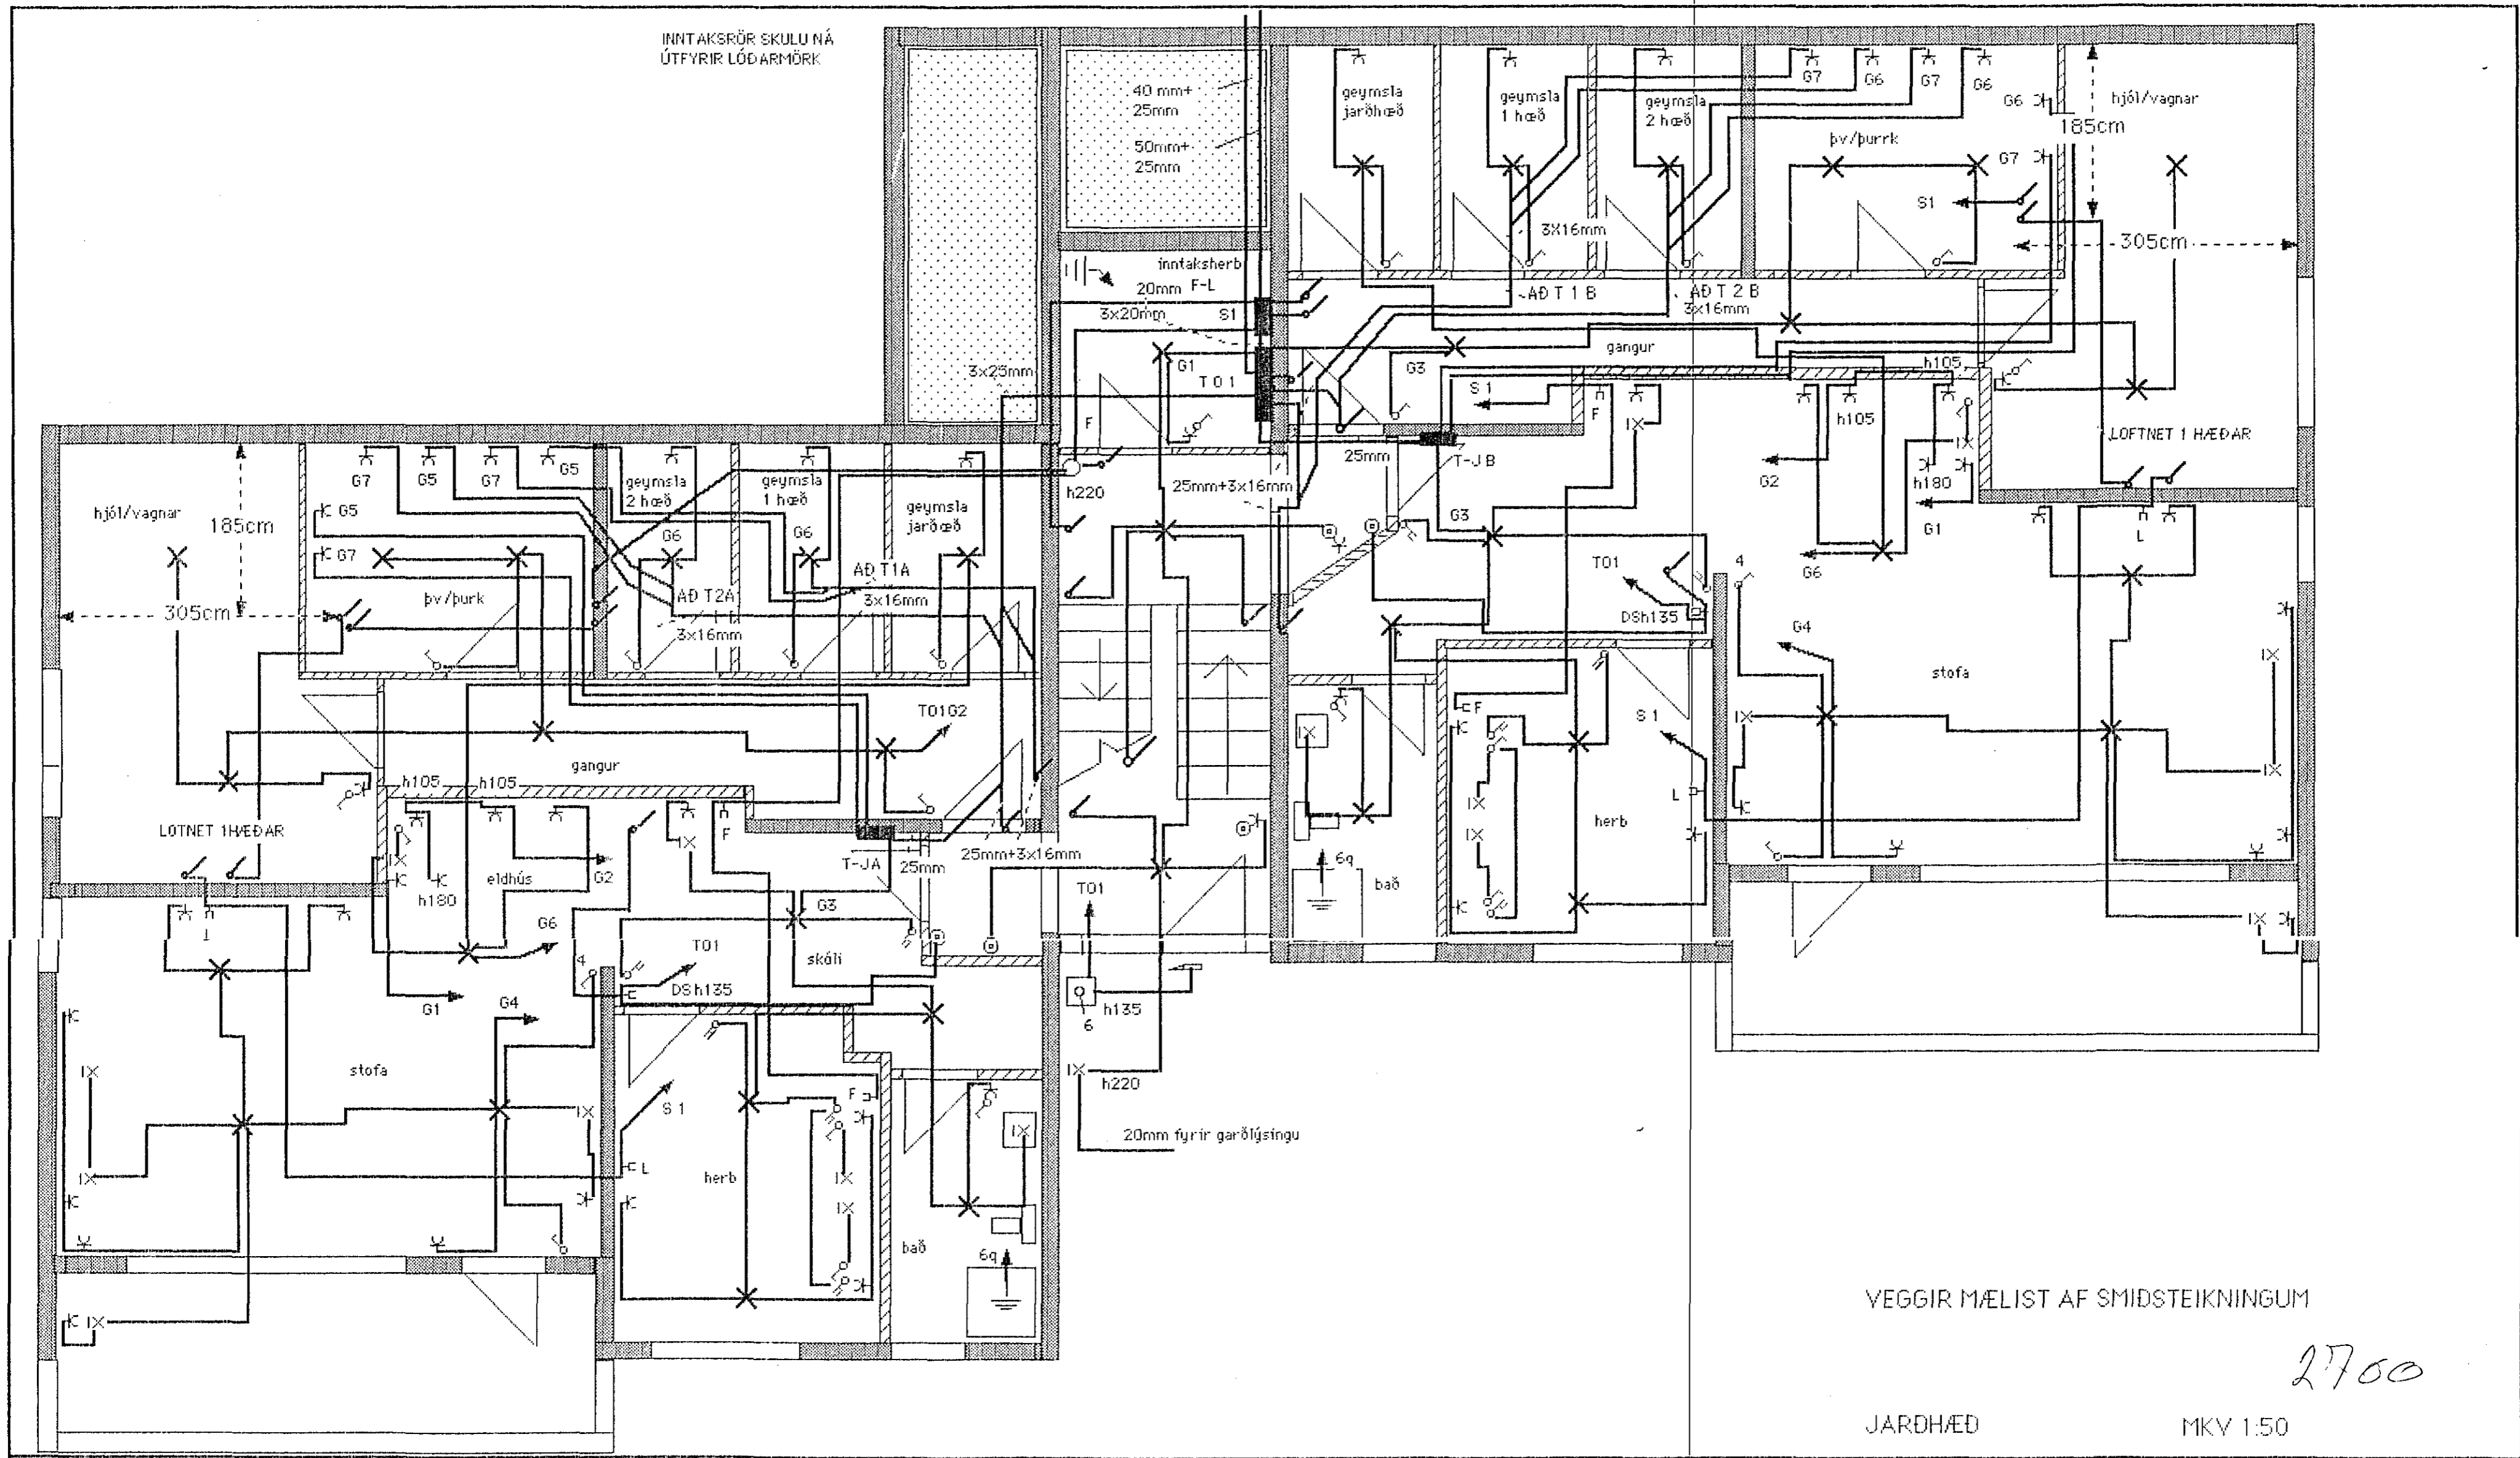 INNTAKSRÖR SKULU NÁ
ÚTFYRIR LÓÐARMÖRK
40 mm+
25mm
50mm+
25mm
geymsla
jarðhæð
geymsla
1 hæð
geymsla
2 hæð
G7
G6
G7
G6
G6
G7
þv/þurrk
hjól/vagnar
185cm
305cm
S1
3X16mm
inntaksherb
20mm F-L
3x20mm
S1
AÐ T 1 B
AÐ T 2 B
3x16mm
gangur
G1
T01
G3
S 1
F
h105
h105
3x25mm
F
LOFTNET 1 HÆÐAR
25mm
T-JB
G2
h180
G1
L
h220
25mm+3x16mm
G3
G6
T01
DSh135
4
G4
stofa
hjól/vagnar
185cm
305cm
G7
G5
G7
G5
G5
G7
geymsla
2 hæð
G6
geymsla
1 hæð
G6
geymsla
jarðæð
þv/þurk
AÐ T2A
3x16mm
AÐ T1A
3x16mm
T01G2
gangur
h105
h105
LOTNET 1HÆÐAR
F
S 1
L
F
herb
bað
6q
eldhús
h180
G2
T-JA
25mm
25mm+3x16mm
G3
G6
T01
DSh135
skáli
4
G1
G4
T01
h135
6
h220
20mm fyrir garðlýsingu
stofa
S 1
F
L
herb
bað
6q
VEGGIR MÆLIST AF SMIÐSTEIKNINGUM
2700
JARÐHÆÐ
MKV 1:50